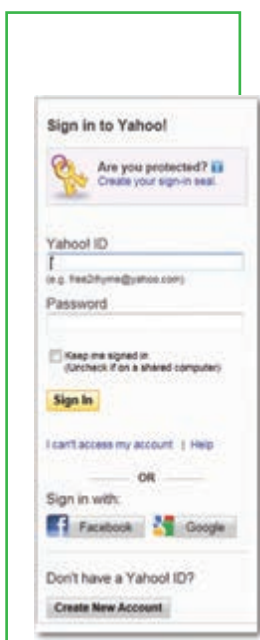 Sign in to Yahoo!
Are you protected?
Create your sign-in seal.
Yahoo! ID
(e.g. free2rhyme@yahoo.com)
Password
Keep me signed in
(Uncheck if on a shared computer)
Sign In
I can't access my account | Help
OR
Sign in with:
Facebook Google
Don't have a Yahoo! ID?
Create New Account